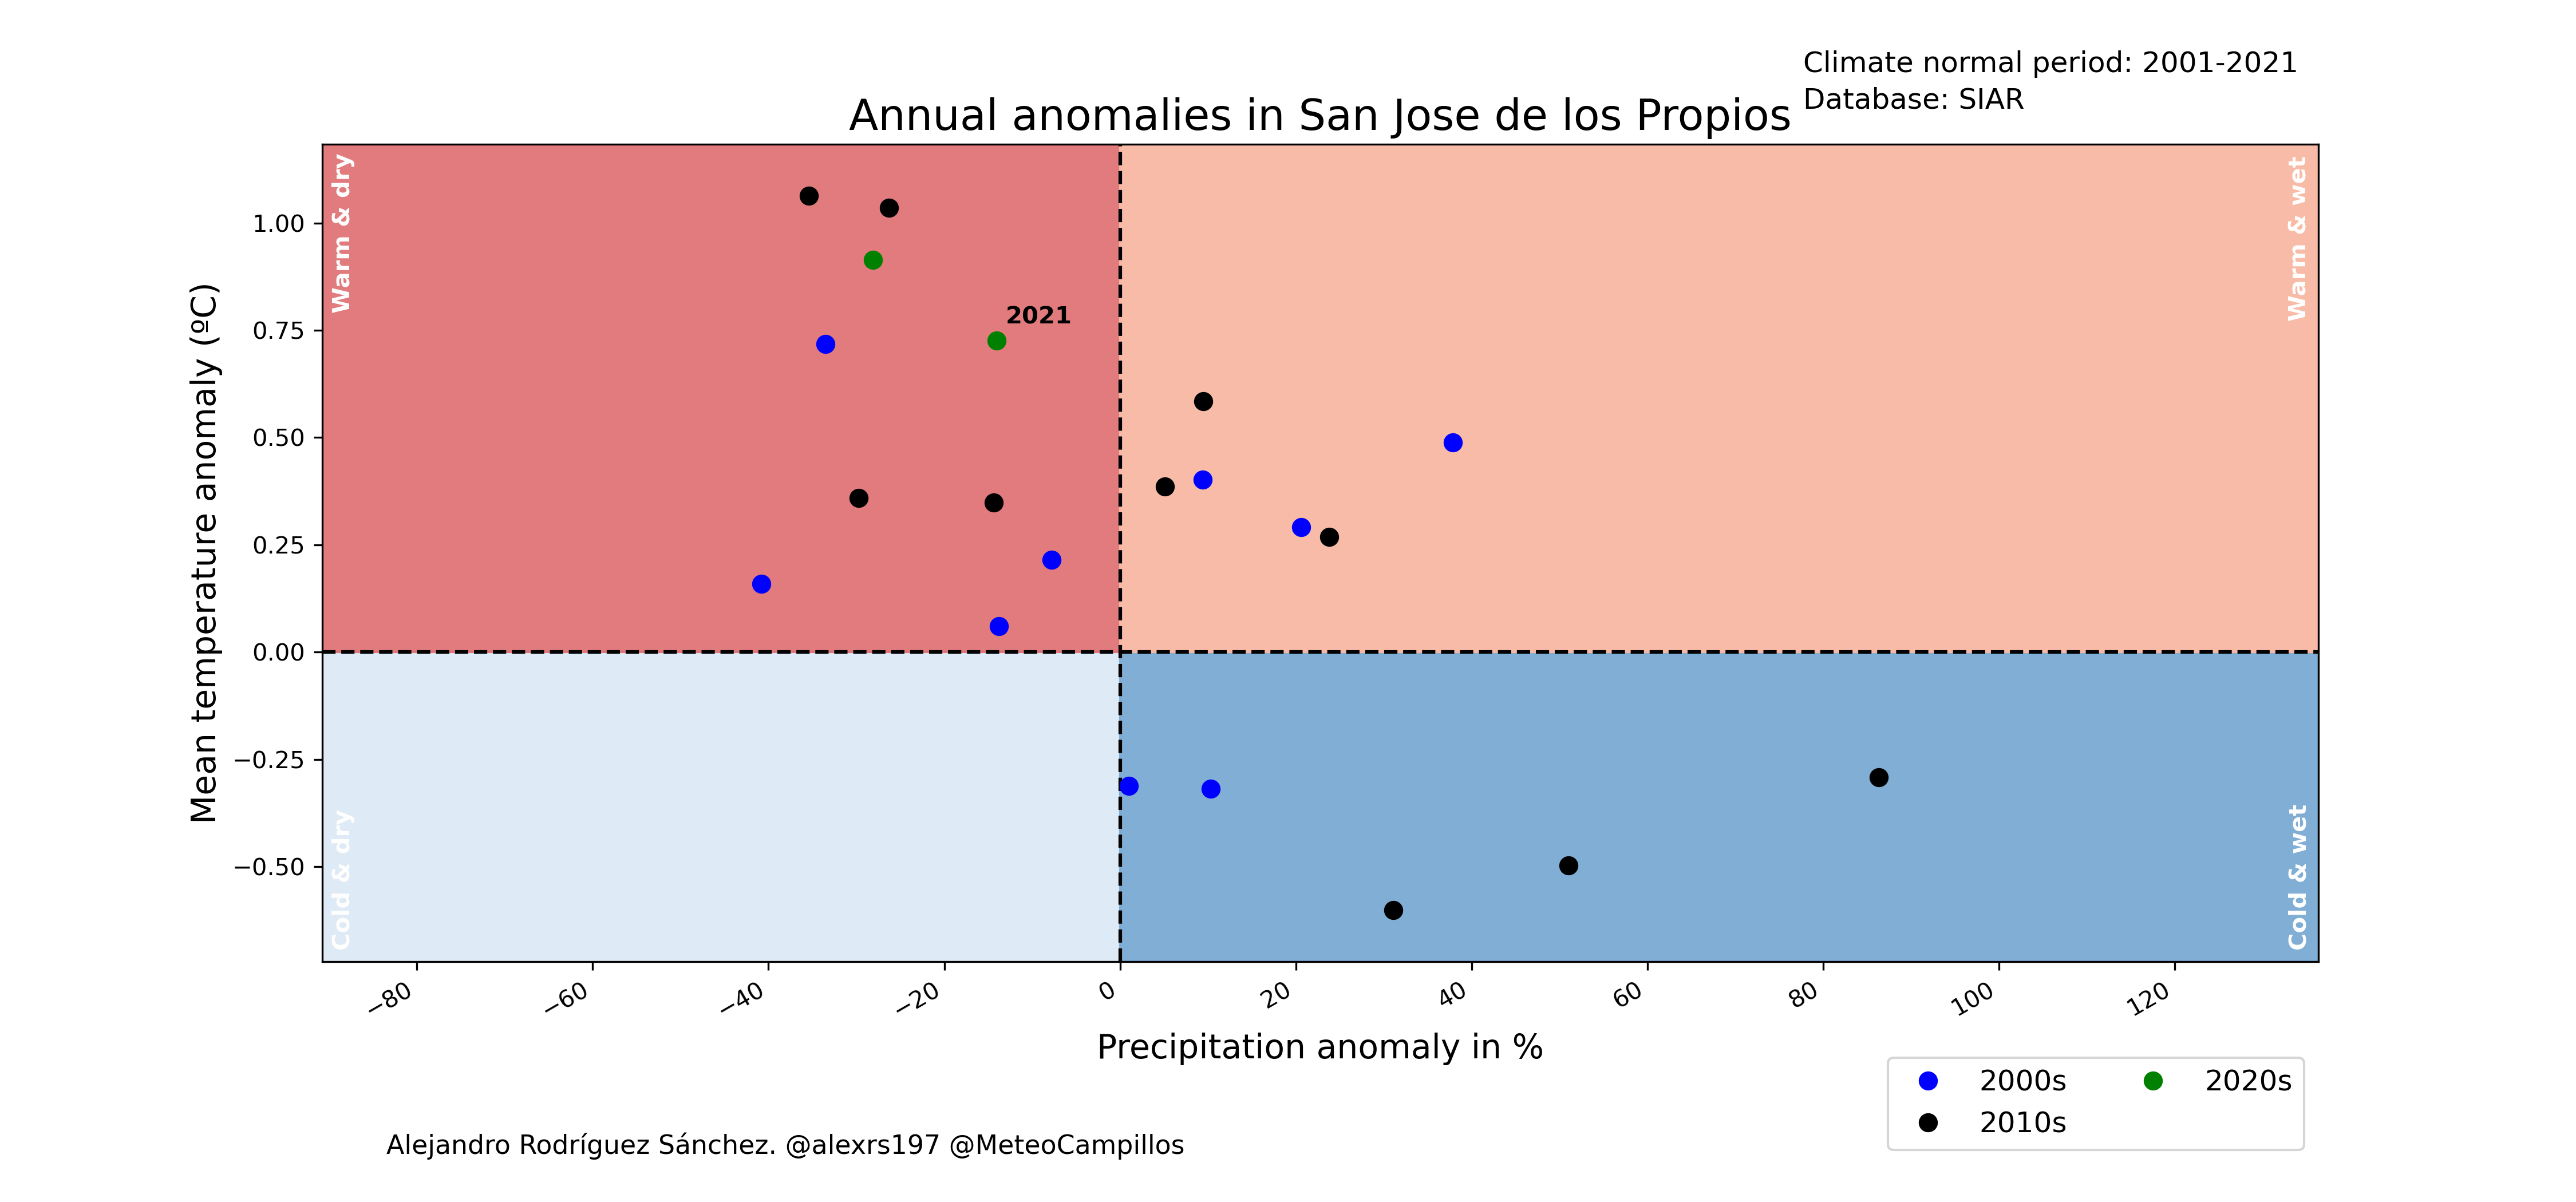 Climate normal period: 2001-2021
Database: SIAR
Annual anomalies in San Jose de los Propios
Warm & dry
Warm & wet
1.00
0.75
0.50
0.25
0.00
−0.25
−0.50
Mean temperature anomaly (ºC)
2021
Cold & dry
Cold & wet
−80
−60
−40
−20
0
20
40
60
80
100
120
Precipitation anomaly in %
2000s
2010s
2020s
Alejandro Rodríguez Sánchez. @alexrs197 @MeteoCampillos